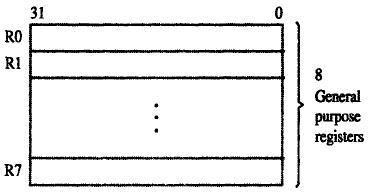 31 0
R0
R1
8
General
purpose
registers
R7